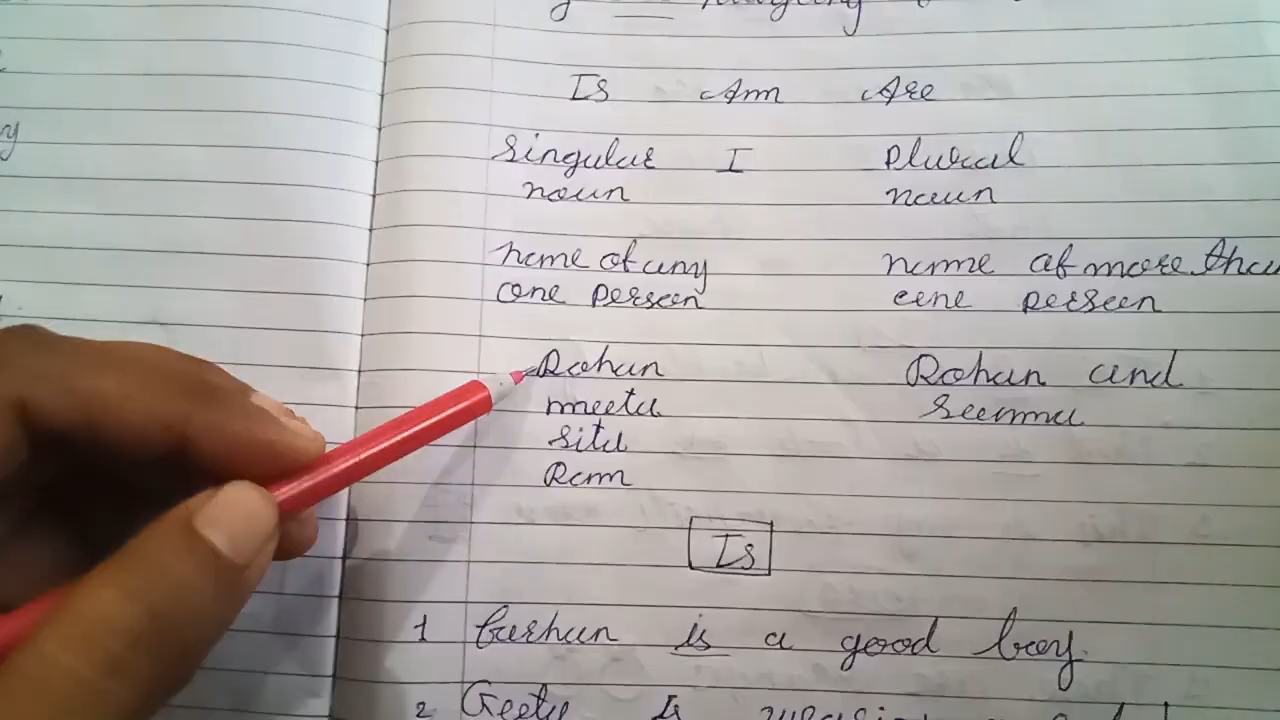 Is Am Are
Singular I Plural
noun noun
name of any name of more than
one person one person
Rohan Rohan and
meeta Seema
Sita
Ram
Is
1 Gushan is a good boy.
2 Geeta is